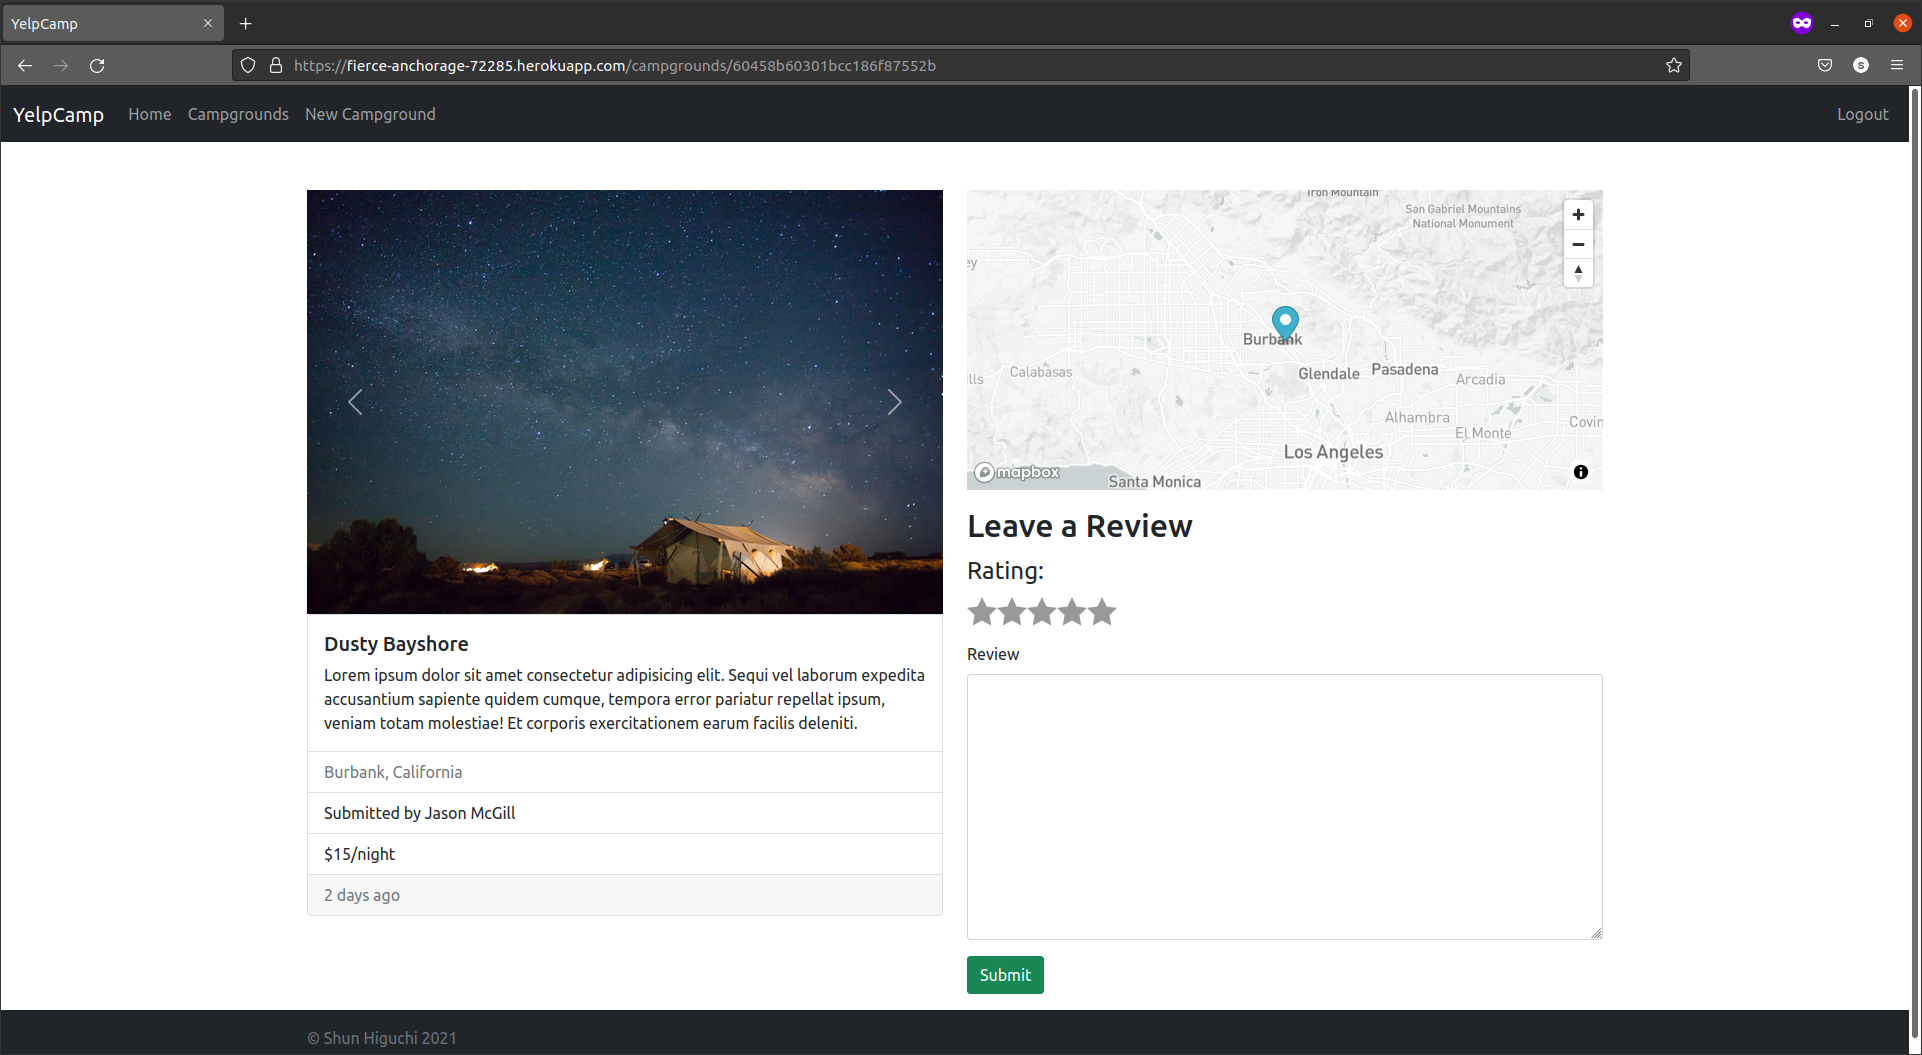 YelpCamp
https://fierce-anchorage-72285.herokuapp.com/campgrounds/60458b60301bcc186f87552b
S
YelpCamp Home Campgrounds New Campground Logout
Iron Mountain
San Gabriel Mountains
National Monument
ey
Burbank
Glendale
Pasadena
Arcadia
lls
Calabasas
Alhambra
El Monte
Covin
Los Angeles
Santa Monica
mapbox
Dusty Bayshore
Lorem ipsum dolor sit amet consectetur adipisicing elit. Sequi vel laborum expedita
accusantium sapiente quidem cumque, tempora error pariatur repellat ipsum,
veniam totam molestiae! Et corporis exercitationem earum facilis deleniti.
Burbank, California
Submitted by Jason McGill
$15/night
2 days ago
Leave a Review
Rating:
Review
Submit
© Shun Higuchi 2021